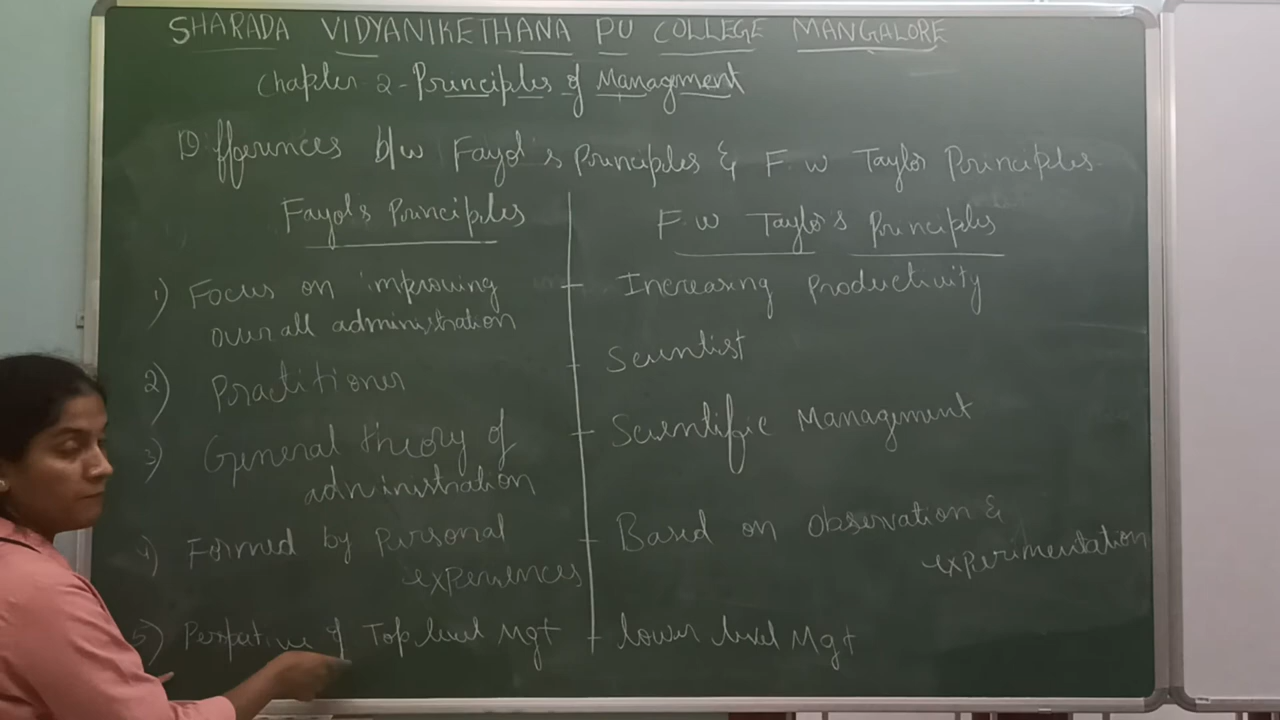 SHARADA VIDYANIKETHANA PU COLLEGE MANGALORE
Chapter 2 - Principles of Management
Differences b/w Fayol's Principles & F.W Taylor Principles
Fayol's Principles
F.W Taylor's Principles
1) Focus on improving
overall administration
- Increasing Productivity
2) Practitioner
- Scientist
3) General theory of
administration
- Scientific Management
4) Formed by Personal
experiences
- Based on Observation &
experimentation
5) Perspective of Top level Mgt
- lower level Mgt